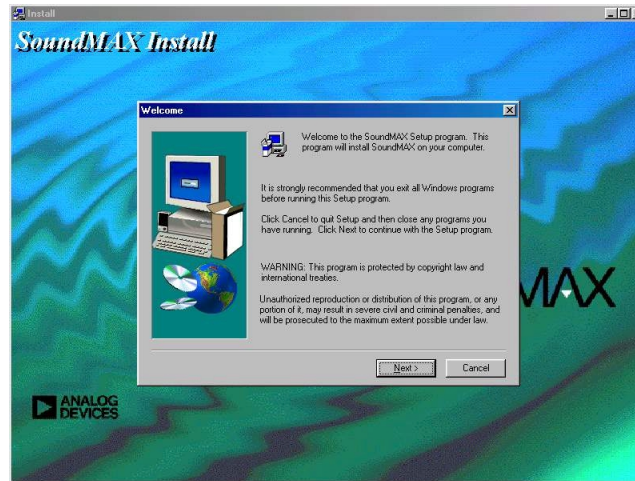 Install
SoundMAX Install
Welcome
Welcome to the SoundMAX Setup program. This
program will install SoundMAX on your computer.
It is strongly recommended that you exit all Windows programs
before running this Setup program.
Click Cancel to quit Setup and then close any programs you
have running. Click Next to continue with the Setup program.
WARNING: This program is protected by copyright law and
international treaties.
Unauthorized reproduction or distribution of this program, or any
portion of it, may result in severe civil and criminal penalties, and
will be prosecuted to the maximum extent possible under law.
MAX
Next >
Cancel
ANALOG
DEVICES